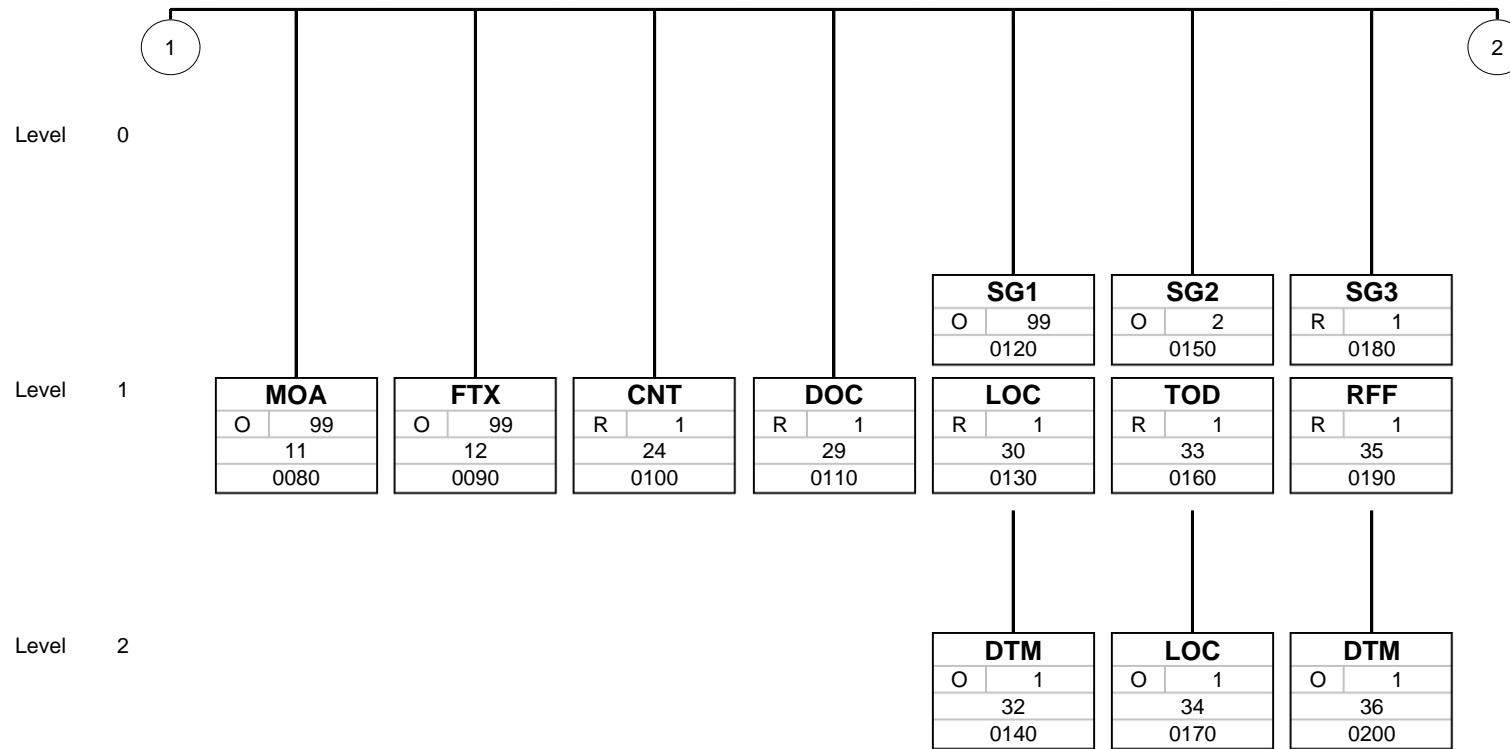 1 2
Level 0
SG1 SG2 SG3
O 99 O 2 R 1
0120 0150 0180
Level 1
MOA FTX CNT DOC LOC TOD RFF
O 99 O 99 R 1 R 1 R 1 R 1 R 1
11 12 24 29 30 33 35
0080 0090 0100 0110 0130 0160 0190
Level 2
DTM LOC DTM
O 1 O 1 O 1
32 34 36
0140 0170 0200